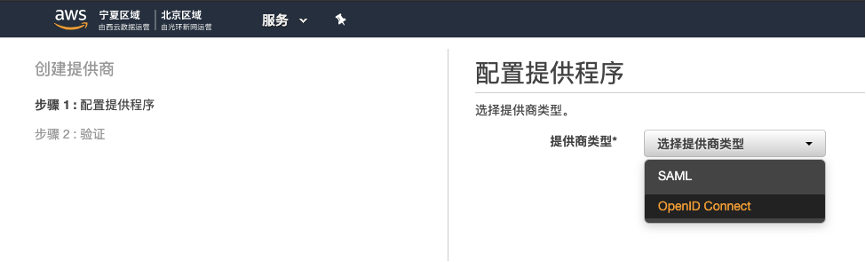 aws 宁夏区域 北京区域 服务
由西云数据运营 由光环新网运营
创建提供商
步骤 1 : 配置提供程序
步骤 2 : 验证
配置提供程序
选择提供商类型。
提供商类型* 选择提供商类型
SAML
OpenID Connect